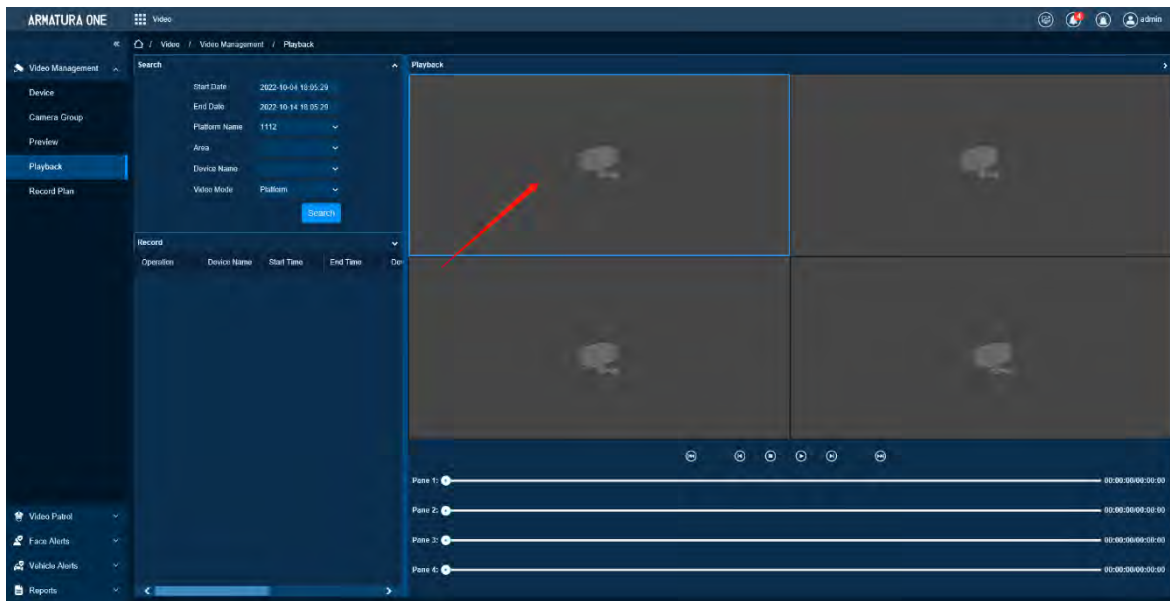 ARMATURA ONE
Video
4
admin
«
/ Video / Video Management / Playback
Video Management
Device
Camera Group
Preview
Playback
Record Plan
Video Patrol
Face Alerts
Vehicle Alerts
Reports
Search
Start Date 2022-10-04 18:05:29
End Date 2022-10-14 18:05:29
Platform Name 1112
Area
Device Name
Video Mode Platform
Search
Record
Operation Device Name Start Time End Time Dev
Playback
Pane 1: 00:00:00/00:00:00
Pane 2: 00:00:00/00:00:00
Pane 3: 00:00:00/00:00:00
Pane 4: 00:00:00/00:00:00